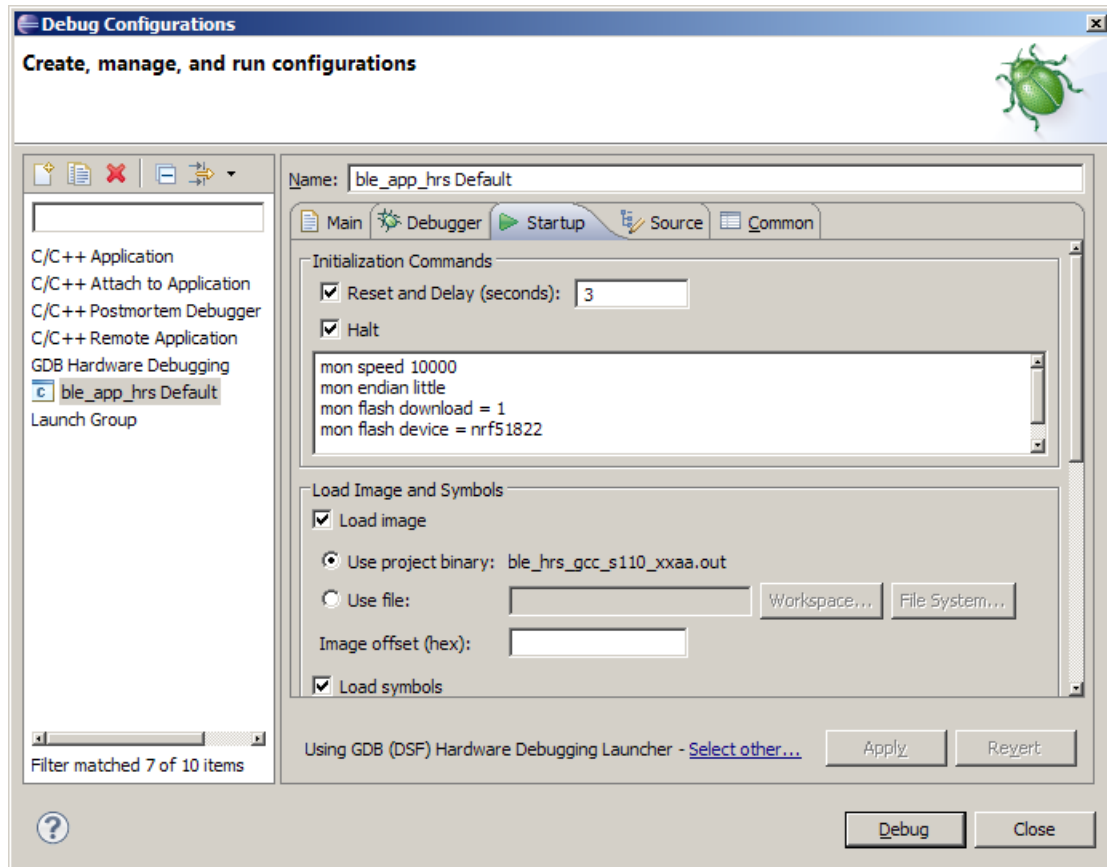 Debug Configurations
Create, manage, and run configurations
Name: ble_app_hrs Default
C/C++ Application
C/C++ Attach to Application
C/C++ Postmortem Debugger
C/C++ Remote Application
GDB Hardware Debugging
c ble_app_hrs Default
Launch Group
Filter matched 7 of 10 items
Main Debugger Startup Source Common
Initialization Commands
Reset and Delay (seconds): 3
Halt
mon speed 10000
mon endian little
mon flash download = 1
mon flash device = nrf51822
Load Image and Symbols
Load image
Use project binary: ble_hrs_gcc_s110_xxaa.out
Use file: Workspace... File System...
Image offset (hex):
Load symbols
Using GDB (DSF) Hardware Debugging Launcher - Select other... Apply Revert
? Debug Close